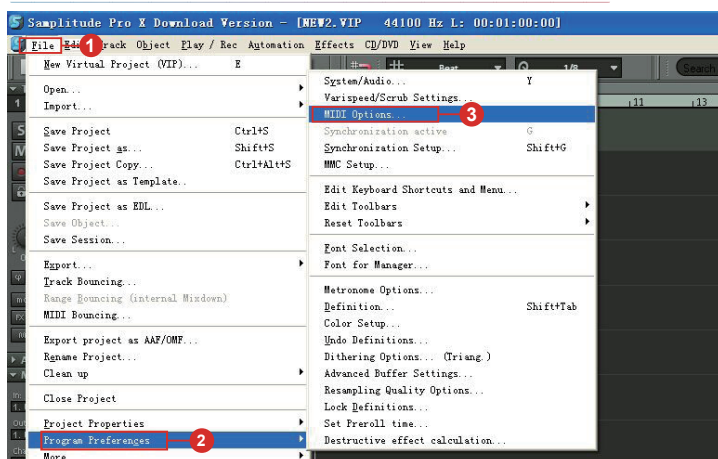 Samplitude Pro X Download Version - [NEW2.VIP 44100 Hz L: 00:01:00:00]
File Edit Track Object Play / Rec Automation Effects CD/DVD View Help
1
New Virtual Project (VIP)... E
Open...
Import...
Save Project Ctrl+S
Save Project as... Shift+S
Save Project Copy... Ctrl+Alt+S
Save Project as Template..
Save Project as EDL...
Save Object...
Save Session...
Export...
Track Bouncing...
Range Bouncing (internal Mixdown)
MIDI Bouncing...
Export project as AAF/OMF...
Rename Project...
Clean up
Close Project
Project Properties
Program Preferences 2
More
Bear 1/8 Search
System/Audio... Y
Varispeed/Scrub Settings...
MIDI Options... 3
Synchronization active G
Synchronization Setup... Shift+G
MMC Setup...
Edit Keyboard Shortcuts and Menu...
Edit Toolbars
Reset Toolbars
Font Selection...
Font for Manager...
Metronome Options...
Definition... Shift+Tab
Color Setup...
Undo Definitions...
Dithering Options... (Triang.)
Advanced Buffer Settings...
Resampling Quality Options...
Lock Definitions...
Set Preroll time...
Destructive effect calculation...
11 13